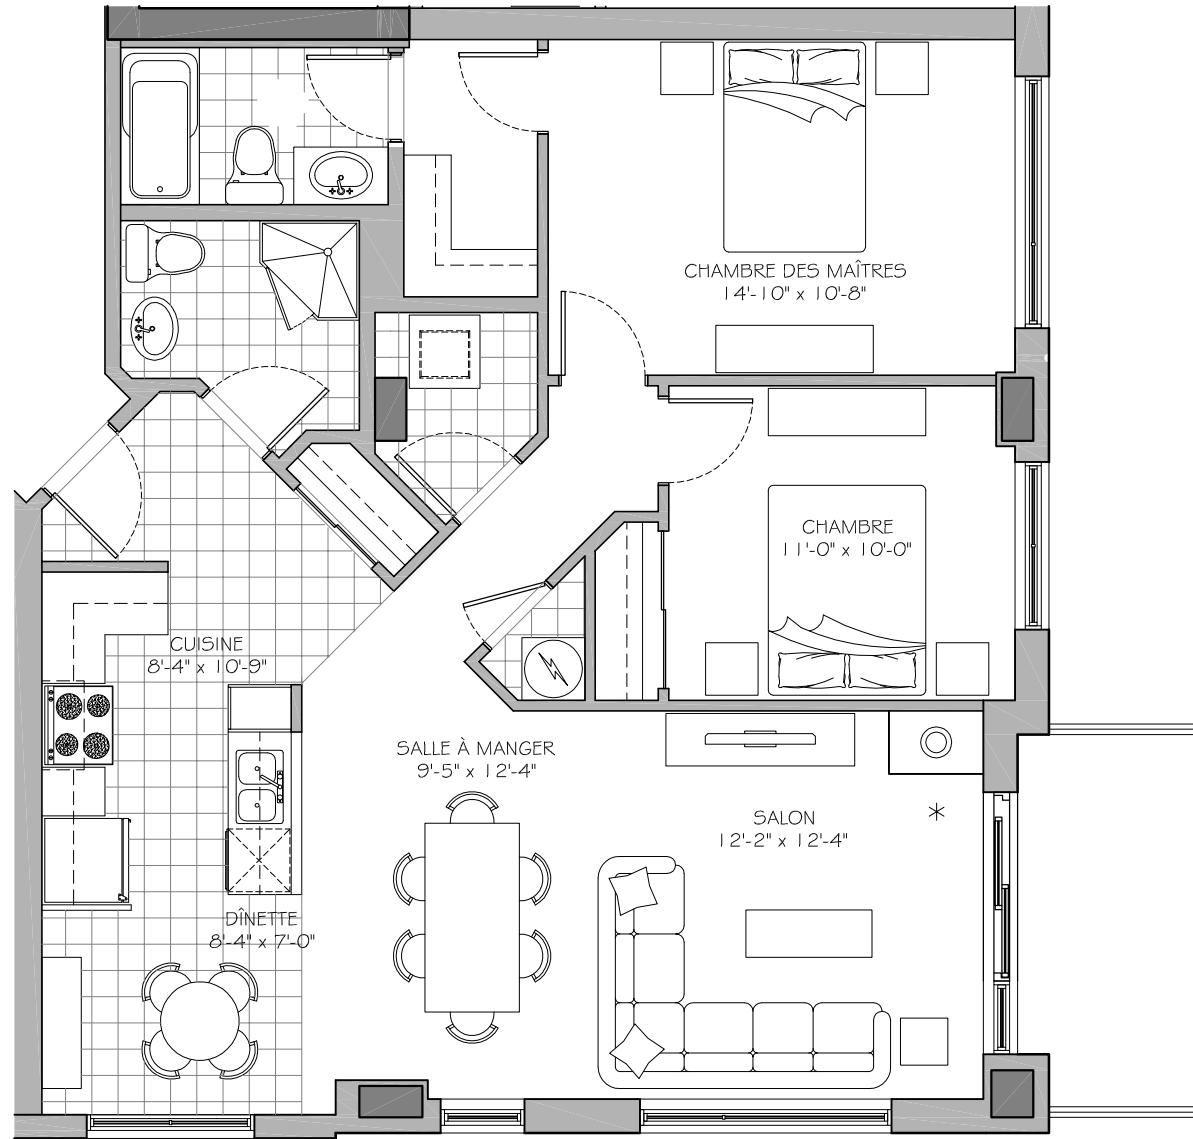 CHAMBRE DES MAÎTRES
14'-10" x 10'-8"
CHAMBRE
11'-0" x 10'-0"
CUISINE
8'-4" x 10'-9"
SALLE À MANGER
9'-5" x 12'-4"
SALON
12'-2" x 12'-4"
DÎNETTE
8'-4" x 7'-0"